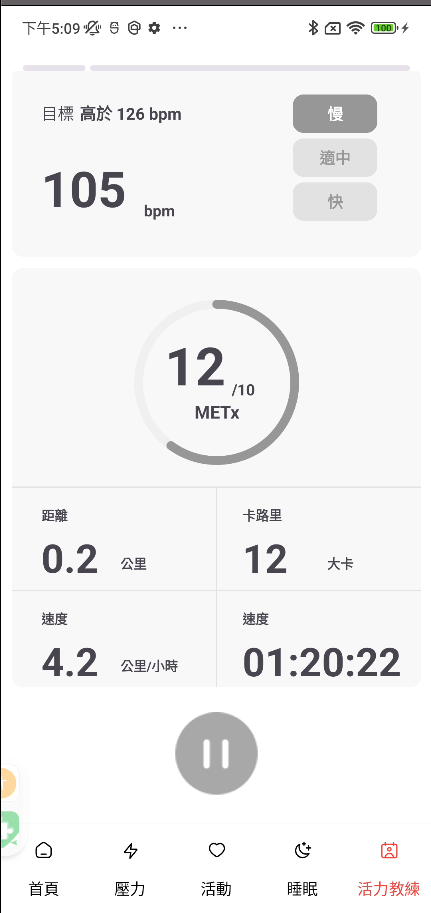 下午5:09
100
目標 高於 126 bpm
慢
105 bpm
適中
快
12 /10
METx
距離
0.2 公里
卡路里
12 大卡
速度
4.2 公里/小時
速度
01:20:22
首頁
壓力
活動
睡眠
活力教練